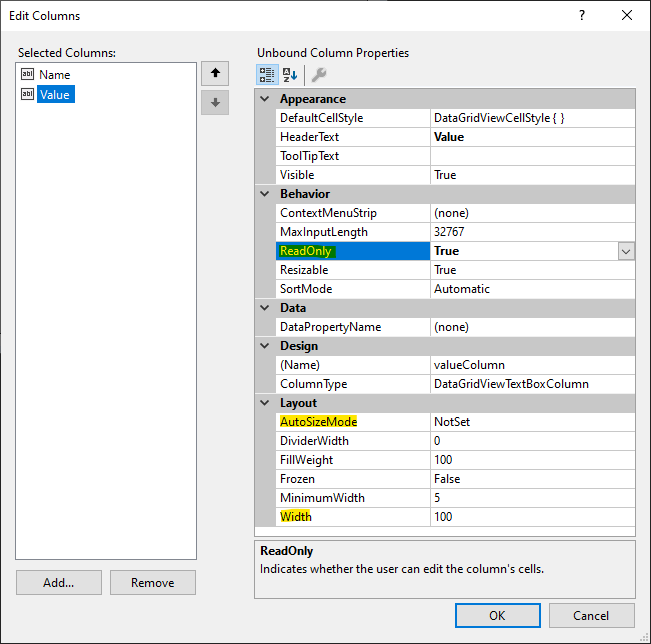 Edit Columns
?
Selected Columns:
abl Name
abl Value
Add...
Remove
Unbound Column Properties
A
Z
Appearance
DefaultCellStyle DataGridViewCellStyle { }
HeaderText Value
ToolTipText
Visible True
Behavior
ContextMenuStrip (none)
MaxInputLength 32767
ReadOnly True
Resizable True
SortMode Automatic
Data
DataPropertyName (none)
Design
(Name) valueColumn
ColumnType DataGridViewTextBoxColumn
Layout
AutoSizeMode NotSet
DividerWidth 0
FillWeight 100
Frozen False
MinimumWidth 5
Width 100
ReadOnly
Indicates whether the user can edit the column's cells.
OK
Cancel